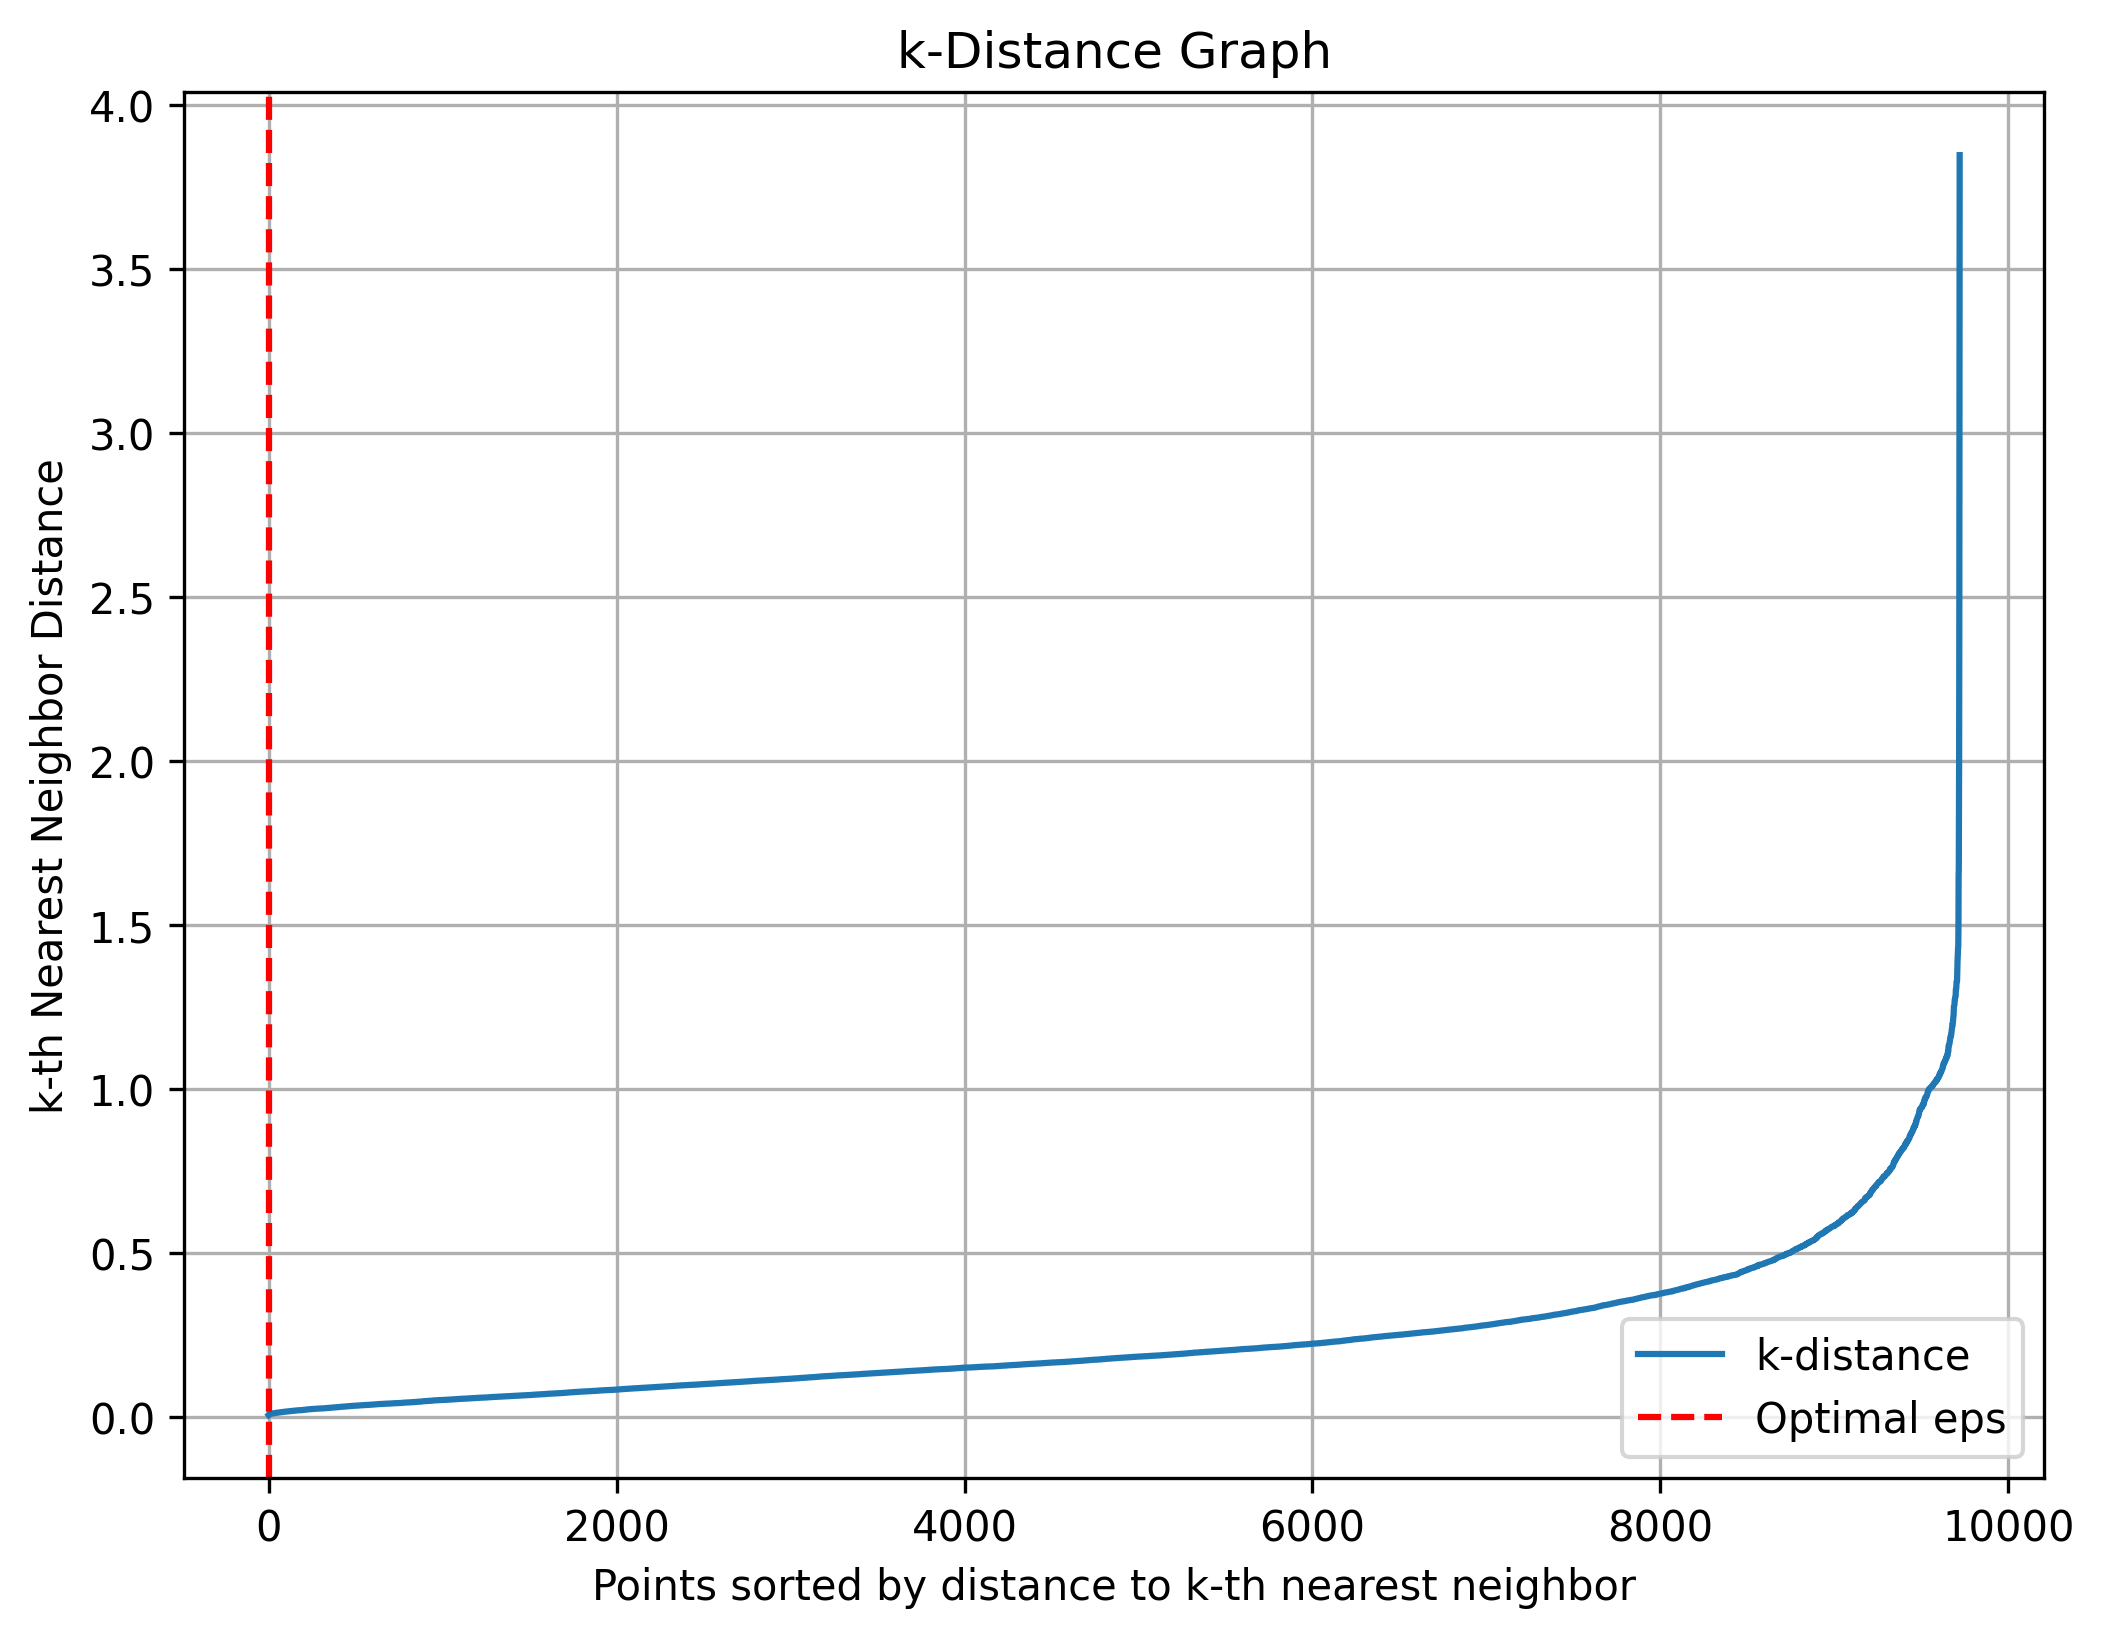 k-Distance Graph
4.0
3.5
3.0
2.5
2.0
1.5
1.0
0.5
0.0
k-th Nearest Neighbor Distance
k-distance
Optimal eps
0 2000 4000 6000 8000 10000
Points sorted by distance to k-th nearest neighbor